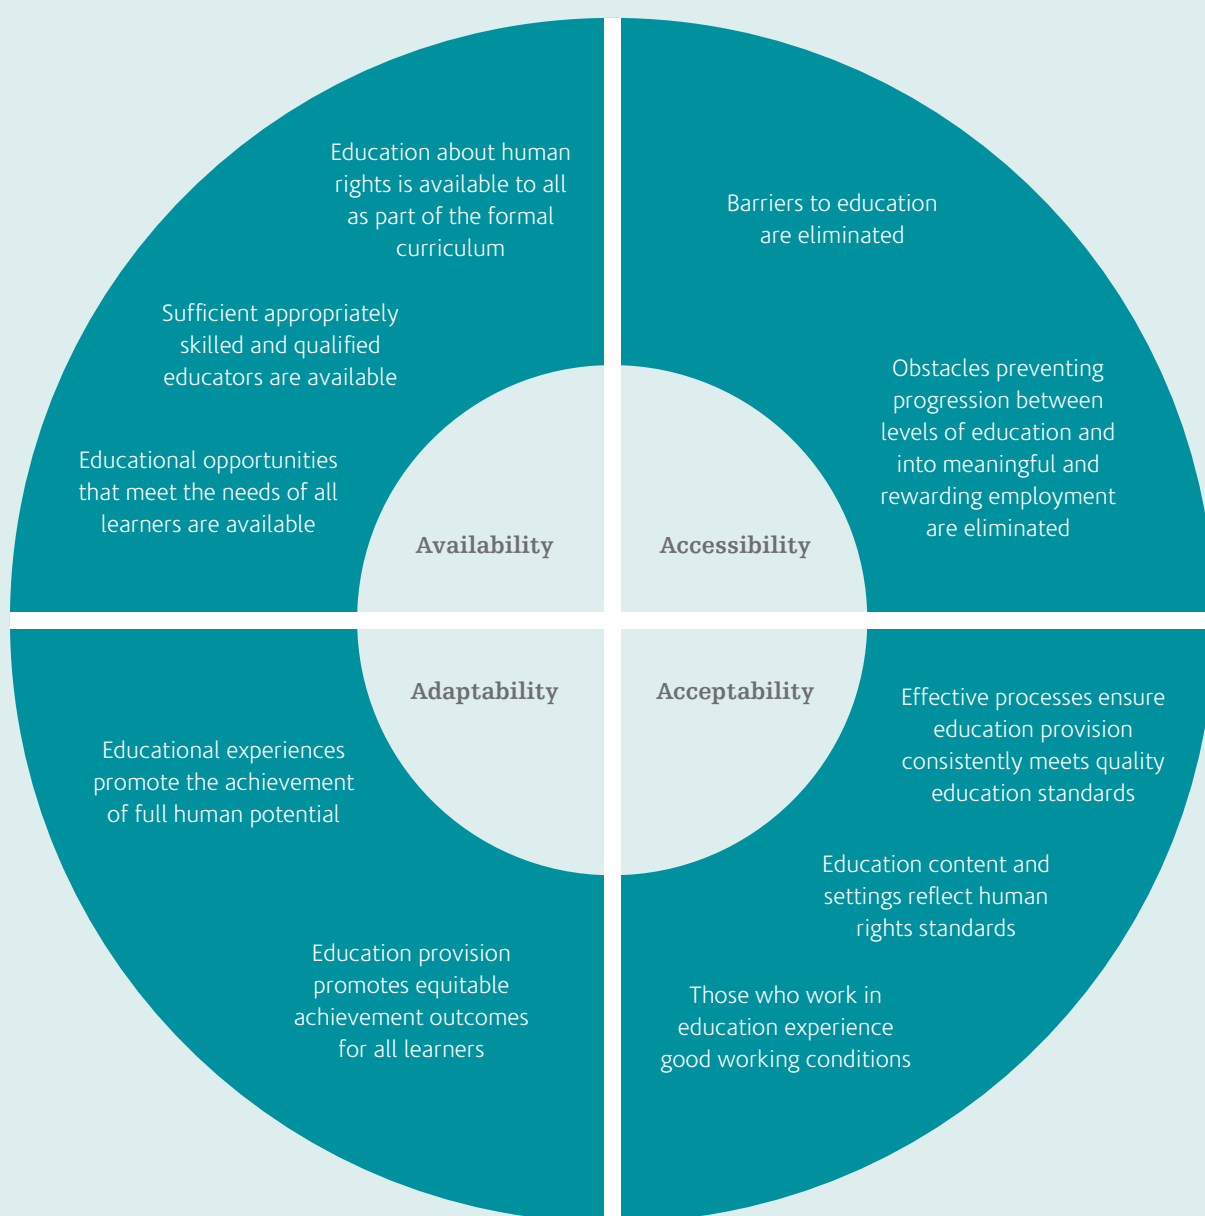 Education about human
rights is available to all
as part of the formal
curriculum
Sufficient appropriately
skilled and qualified
educators are available
Educational opportunities
that meet the needs of all
learners are available
Availability
Barriers to education
are eliminated
Obstacles preventing
progression between
levels of education and
into meaningful and
rewarding employment
are eliminated
Accessibility
Adaptability
Educational experiences
promote the achievement
of full human potential
Education provision
promotes equitable
achievement outcomes
for all learners
Acceptability
Effective processes ensure
education provision
consistently meets quality
education standards
Education content and
settings reflect human
rights standards
Those who work in
education experience
good working conditions